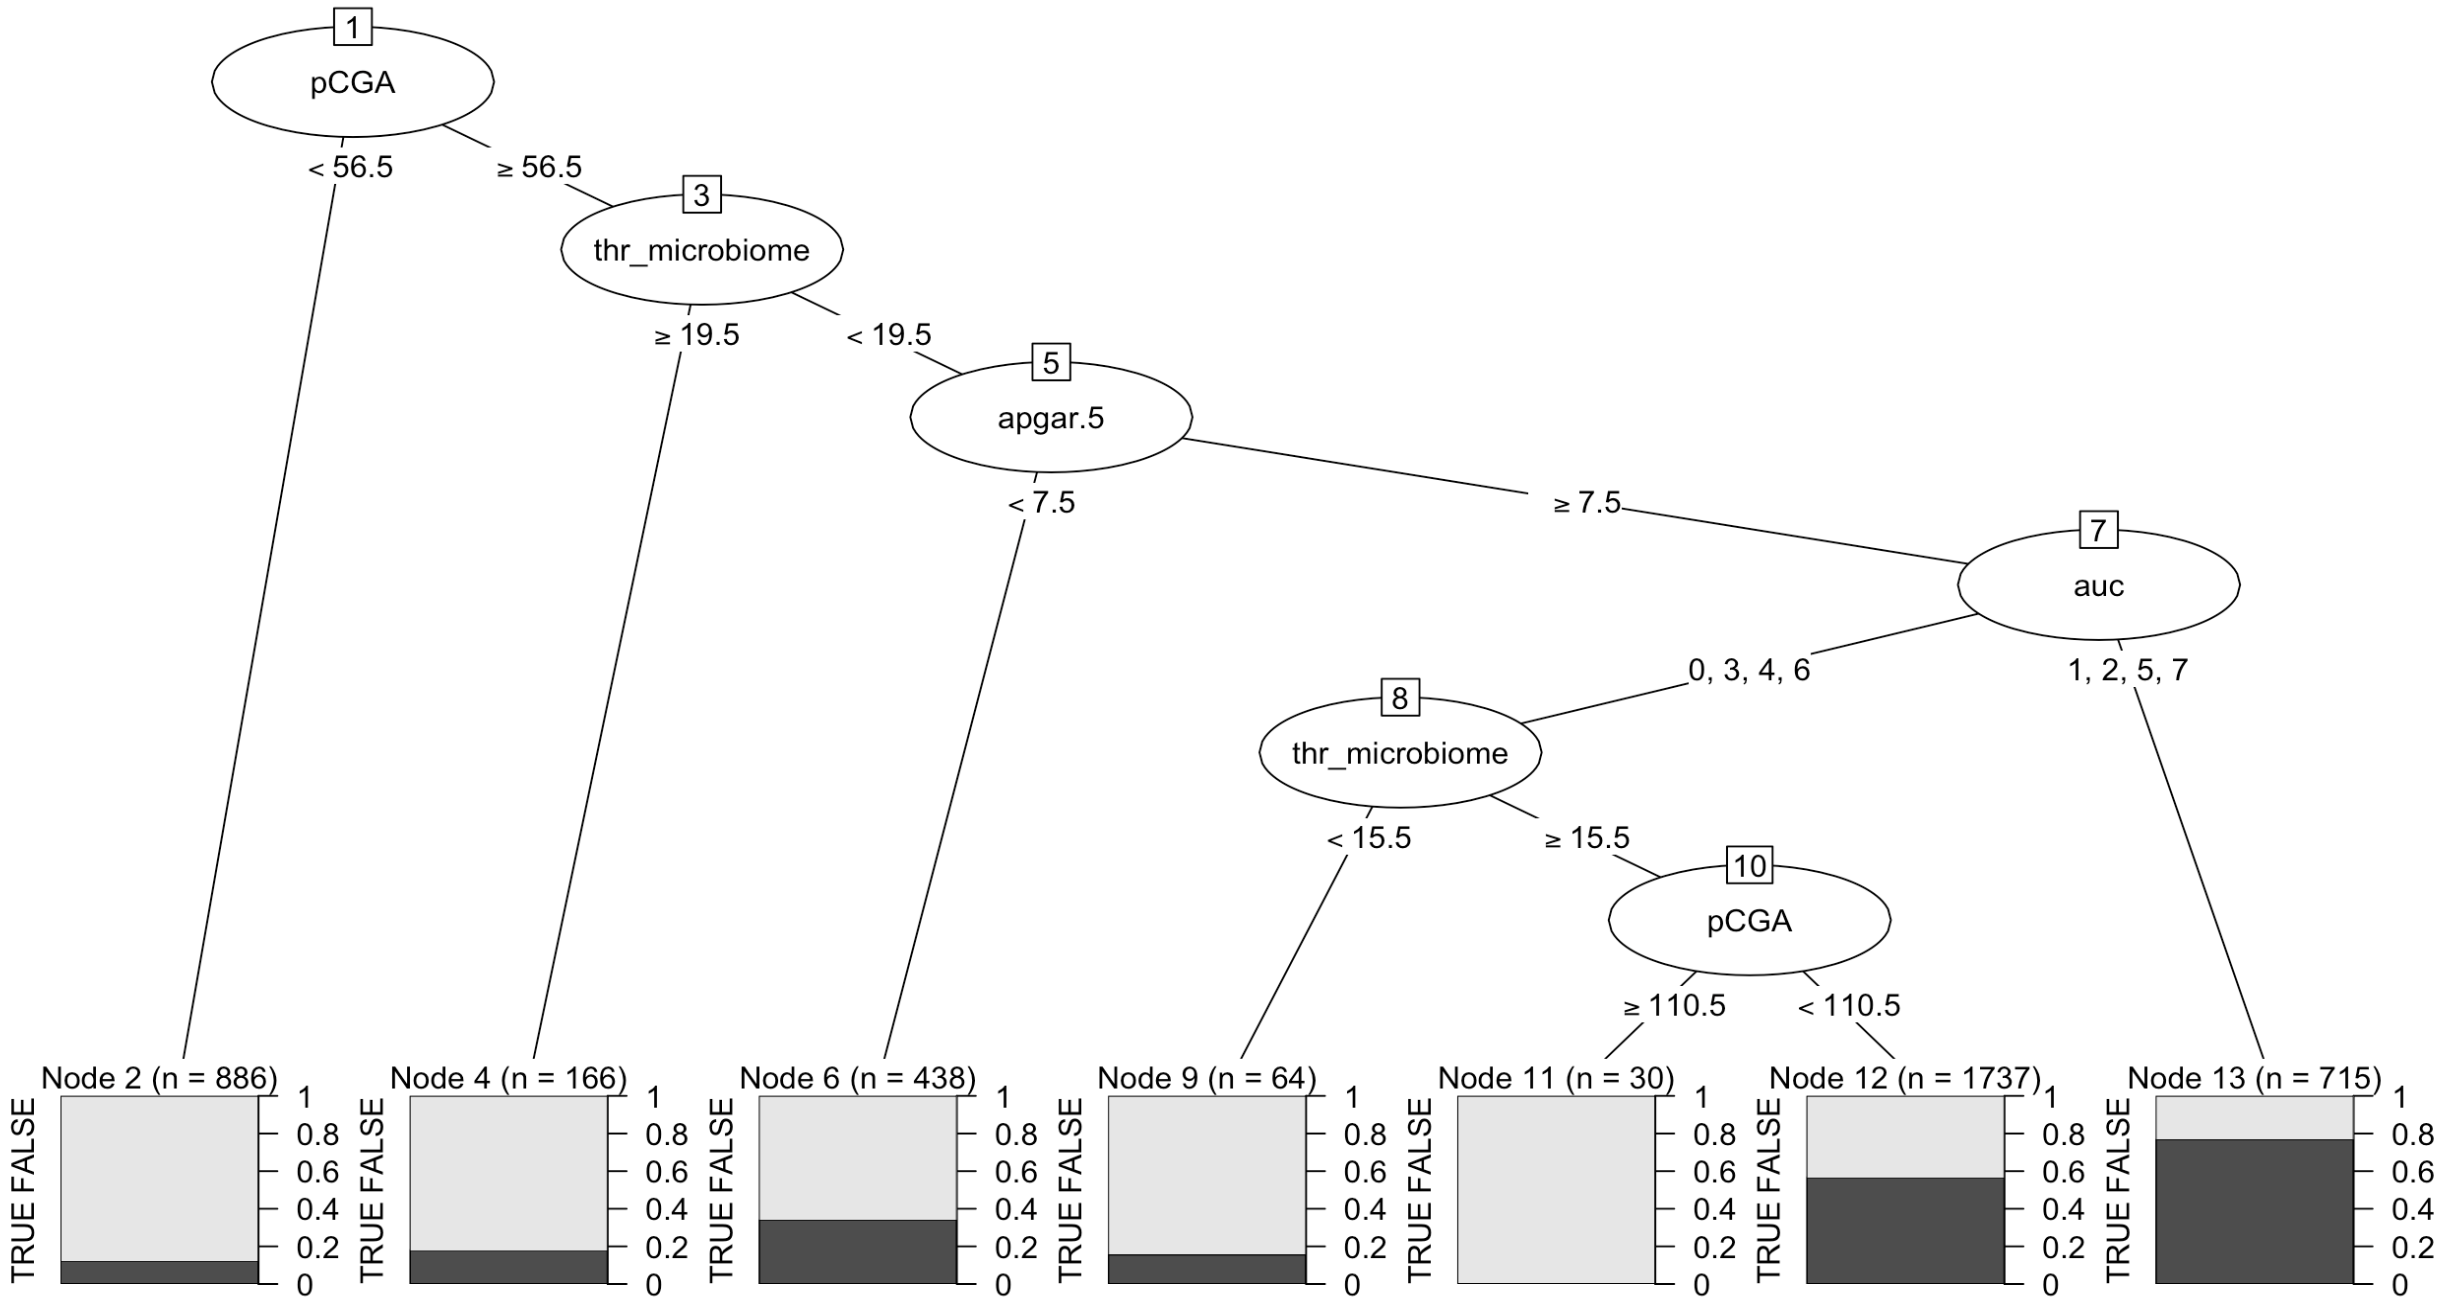 1
pCGA
< 56.5
≥ 56.5
3
thr_microbiome
≥ 19.5
< 19.5
5
apgar.5
< 7.5
≥ 7.5
7
auc
0, 3, 4, 6
1, 2, 5, 7
8
thr_microbiome
< 15.5
≥ 15.5
10
pCGA
≥ 110.5
< 110.5
Node 2 (n = 886)
TRUE FALSE
1
0.8
0.6
0.4
0.2
0
Node 4 (n = 166)
TRUE FALSE
1
0.8
0.6
0.4
0.2
0
Node 6 (n = 438)
TRUE FALSE
1
0.8
0.6
0.4
0.2
0
Node 9 (n = 64)
TRUE FALSE
1
0.8
0.6
0.4
0.2
0
Node 11 (n = 30)
TRUE FALSE
1
0.8
0.6
0.4
0.2
0
Node 12 (n = 1737)
TRUE FALSE
1
0.8
0.6
0.4
0.2
0
Node 13 (n = 715)
TRUE FALSE
1
0.8
0.6
0.4
0.2
0